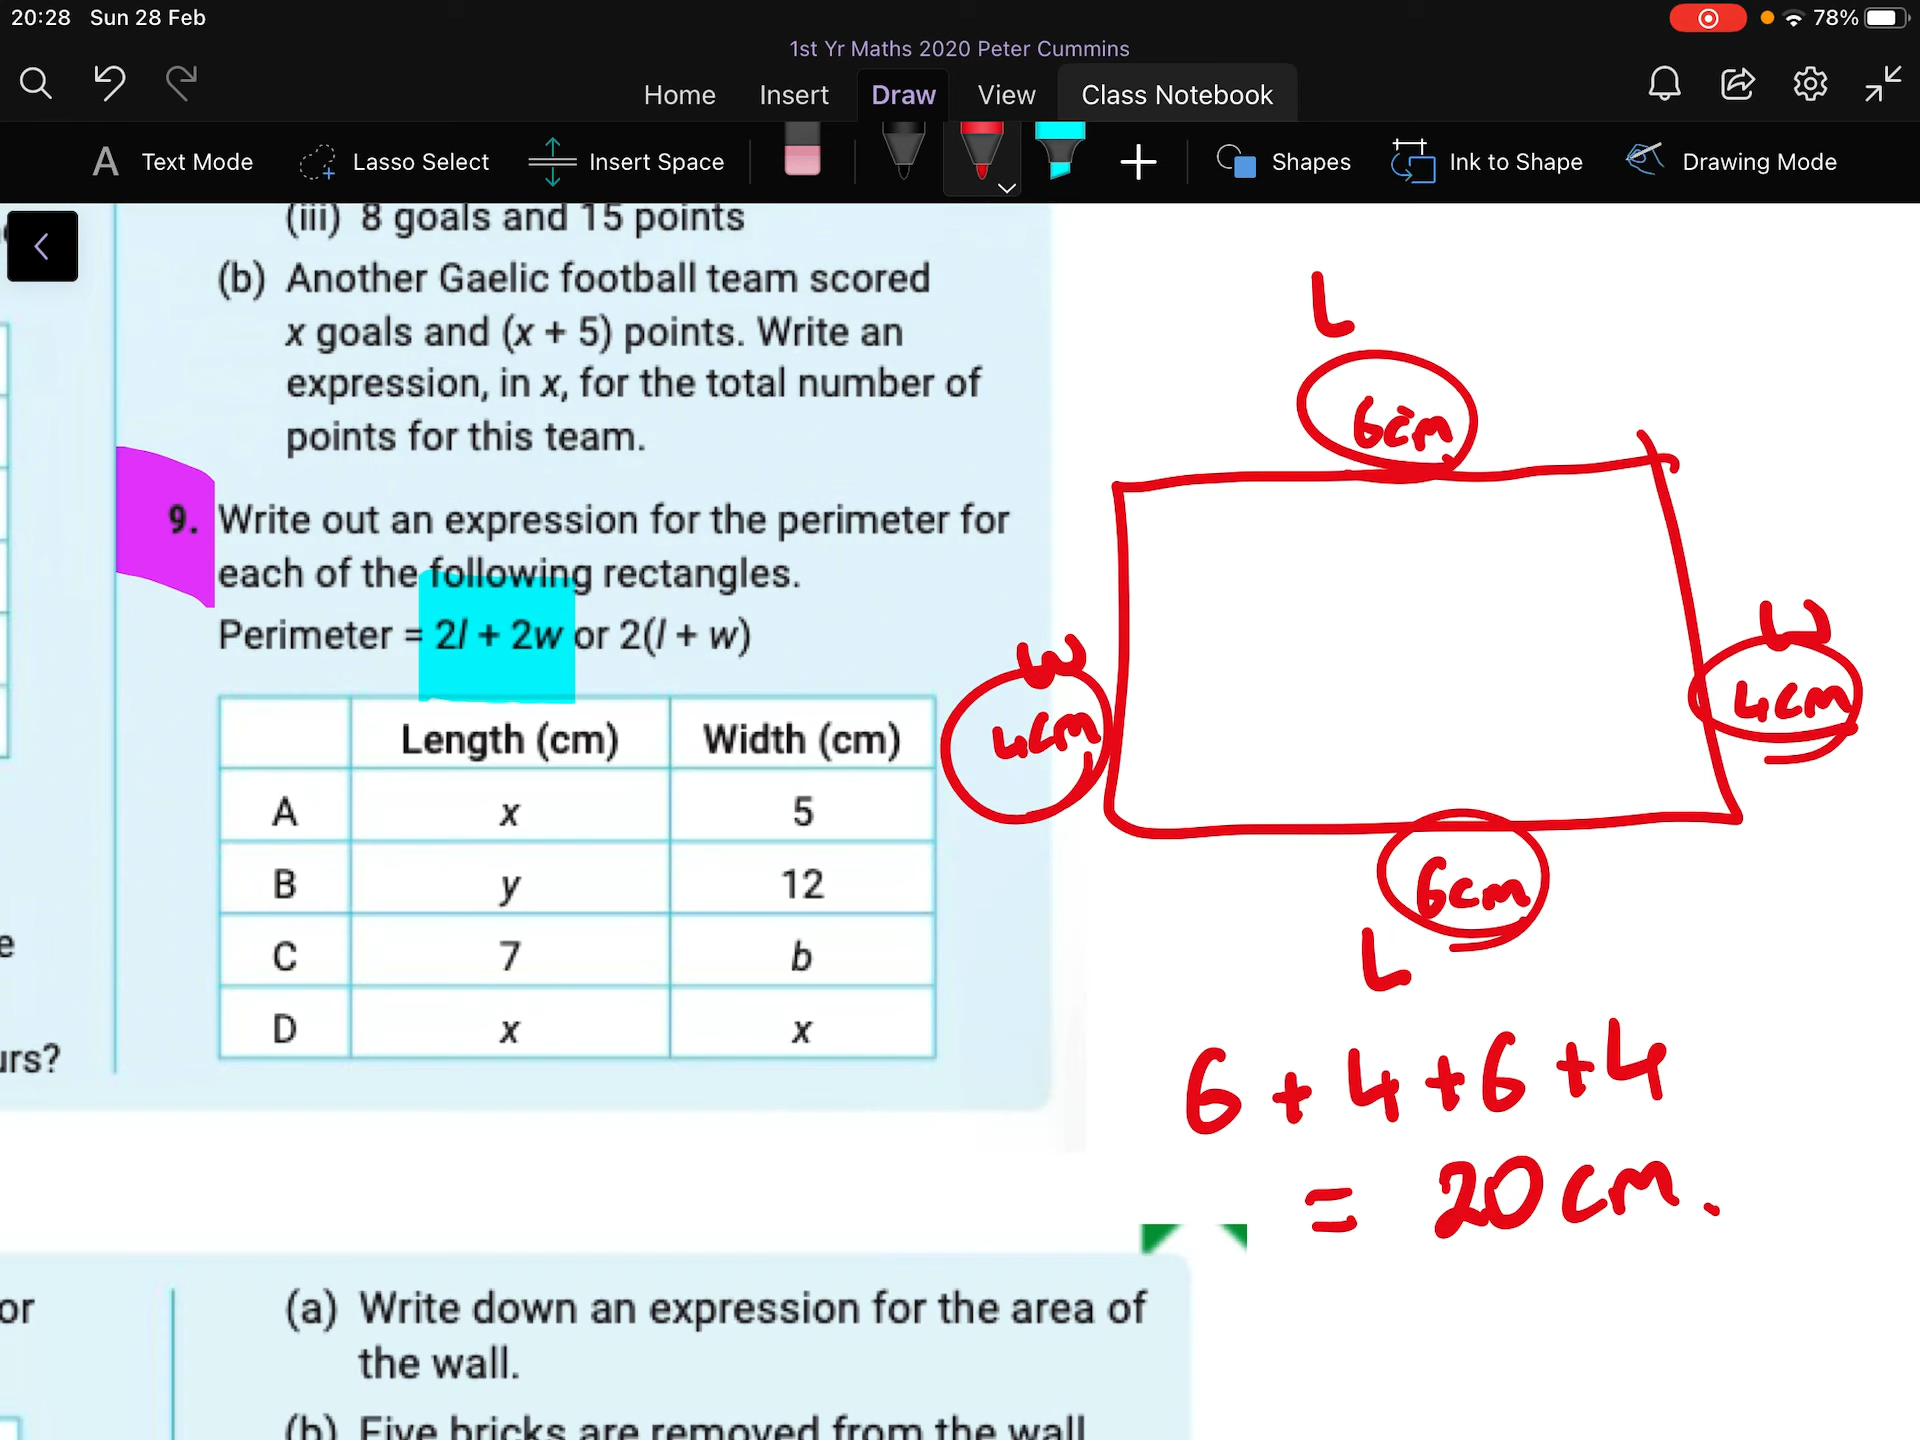 20:28 Sun 28 Feb
78%
1st Yr Maths 2020 Peter Cummins
Home Insert Draw View Class Notebook
A Text Mode Lasso Select Insert Space Shapes Ink to Shape Drawing Mode
(iii) 8 goals and 15 points
(b) Another Gaelic football team scored
x goals and (x + 5) points. Write an
expression, in x, for the total number of
points for this team.
9. Write out an expression for the perimeter for
each of the following rectangles.
Perimeter = 2l + 2w or 2(l + w)
Length (cm) Width (cm)
A x 5
B y 12
C 7 b
D x x
e
urs?
L
6cm
W
4cm
W
4cm
6cm
L
6 + 4 + 6 + 4
= 20cm.
or
(a) Write down an expression for the area of
the wall.
(b) Five bricks are removed from the wall